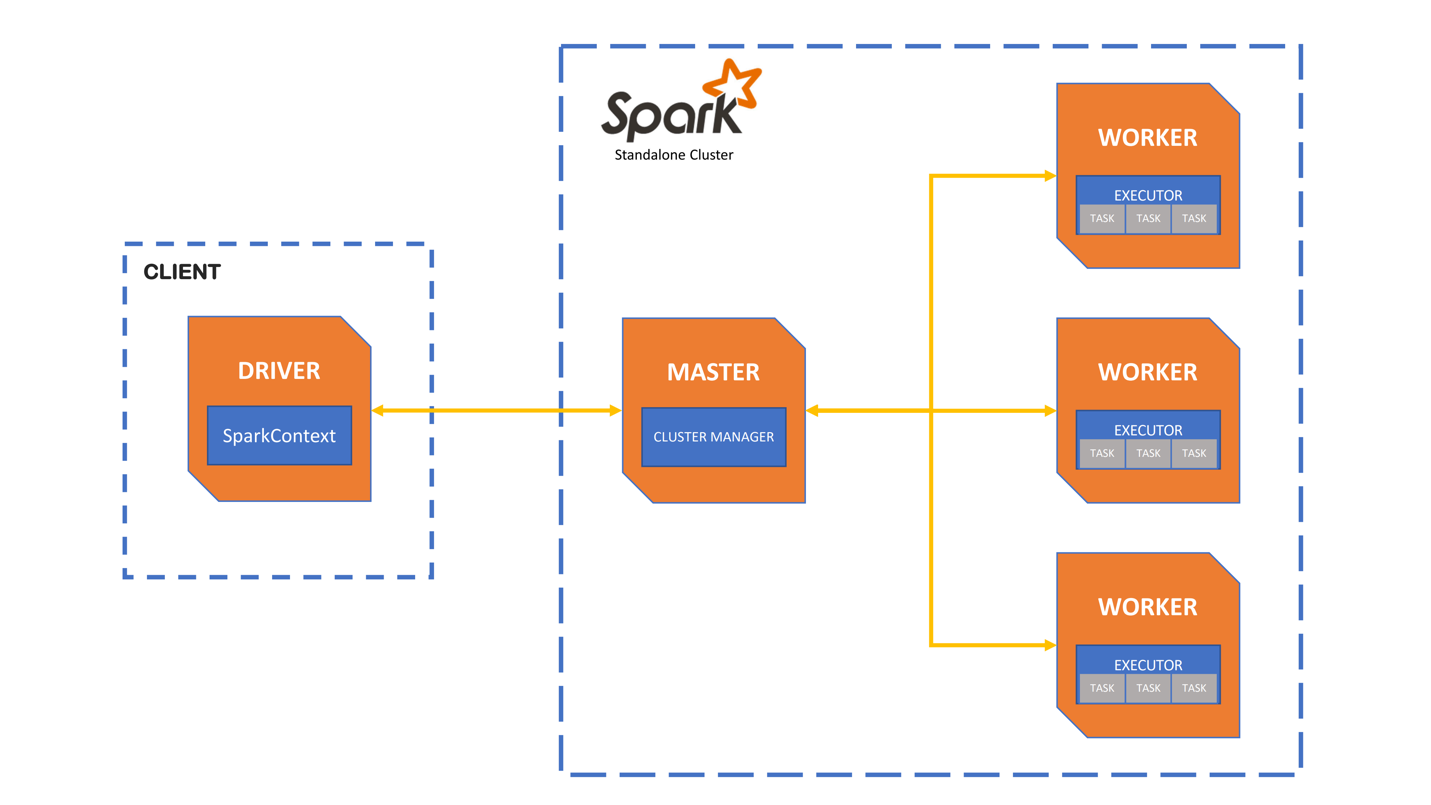 Spark
Standalone Cluster
CLIENT
DRIVER
SparkContext
MASTER
CLUSTER MANAGER
WORKER
EXECUTOR
TASK TASK TASK
WORKER
EXECUTOR
TASK TASK TASK
WORKER
EXECUTOR
TASK TASK TASK